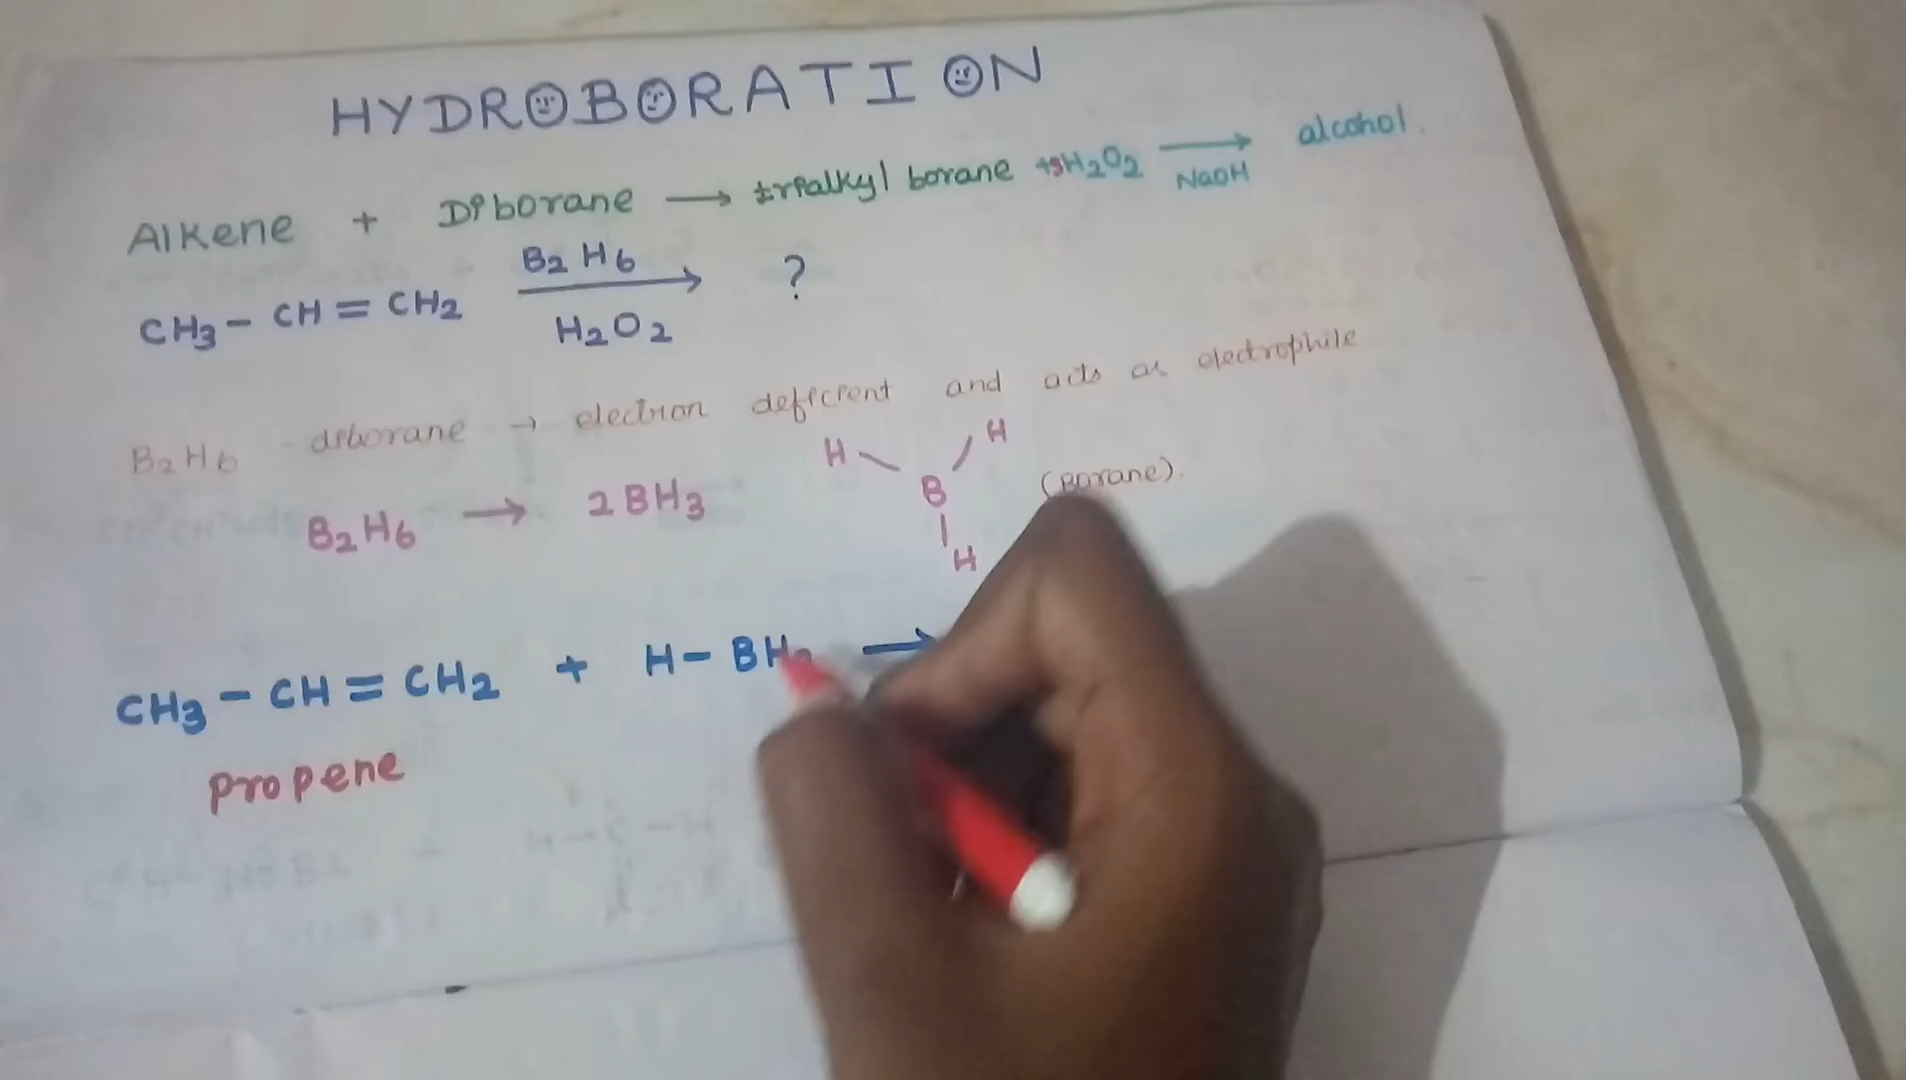 HYDROBORATION
Alkene + Diborane → trialkyl borane +3H2O2 → alcohol.
NaOH
B2H6
CH3 - CH = CH2 → ?
H2O2
B2H6 - diborane → electron deficient and acts as electrophile
H H
B2H6 → 2BH3 B (Borane).
H
CH3 - CH = CH2 + H - BH2 →
propene